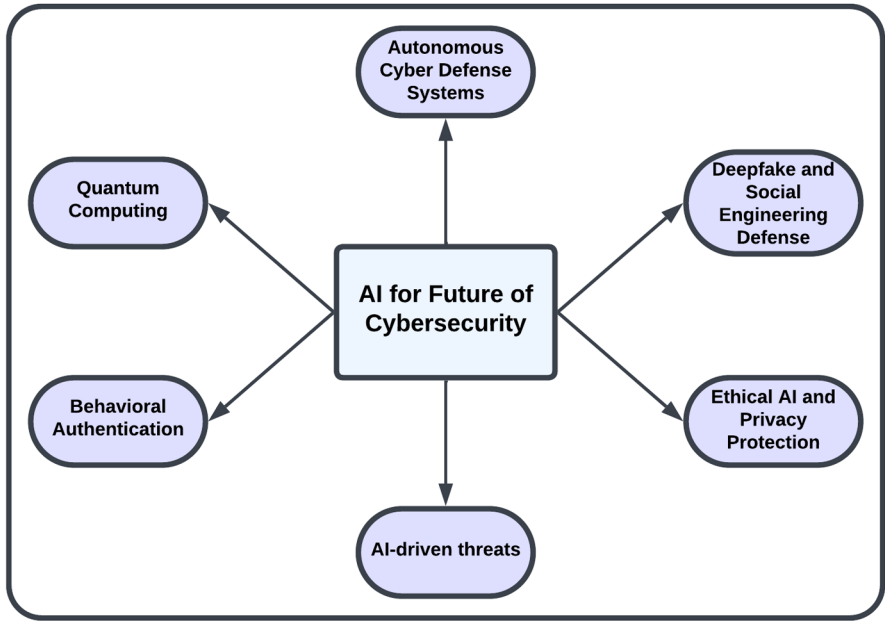 Autonomous
Cyber Defense
Systems
Quantum
Computing
Deepfake and
Social
Engineering
Defense
AI for Future of
Cybersecurity
Behavioral
Authentication
Ethical AI and
Privacy
Protection
AI-driven threats